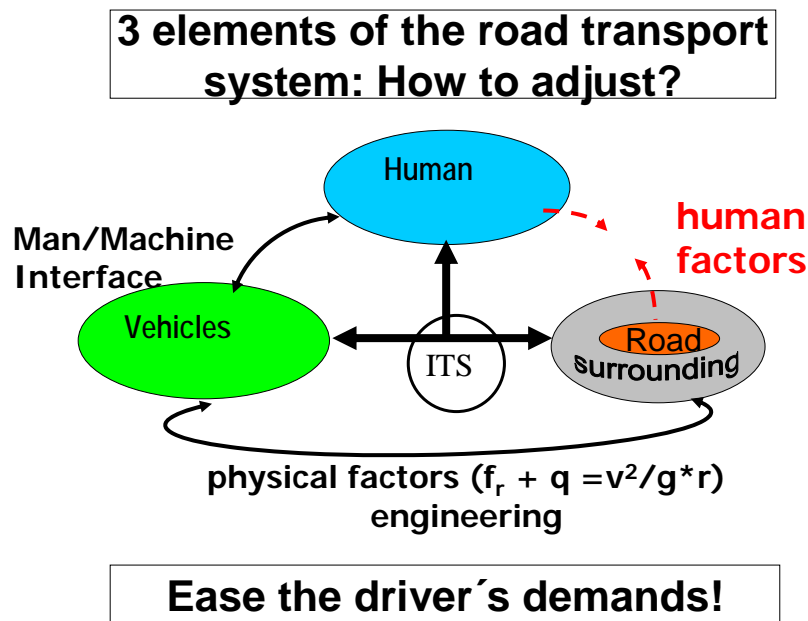 3 elements of the road transport
system: How to adjust?
Human
human
factors
Man/Machine
Interface
Vehicles
Road
surrounding
ITS
physical factors (fᵣ + q =v²/g*r)
engineering
Ease the driver´s demands!